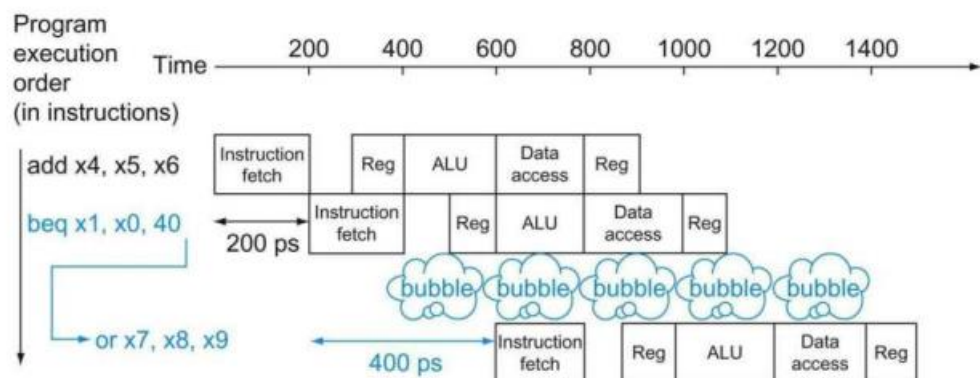 Program
execution
order
(in instructions)
Time
200 400 600 800 1000 1200 1400
add x4, x5, x6
Instruction
fetch
Reg
ALU
Data
access
Reg
beq x1, x0, 40
200 ps
Instruction
fetch
Reg
ALU
Data
access
Reg
bubble bubble bubble bubble bubble
or x7, x8, x9
400 ps
Instruction
fetch
Reg
ALU
Data
access
Reg